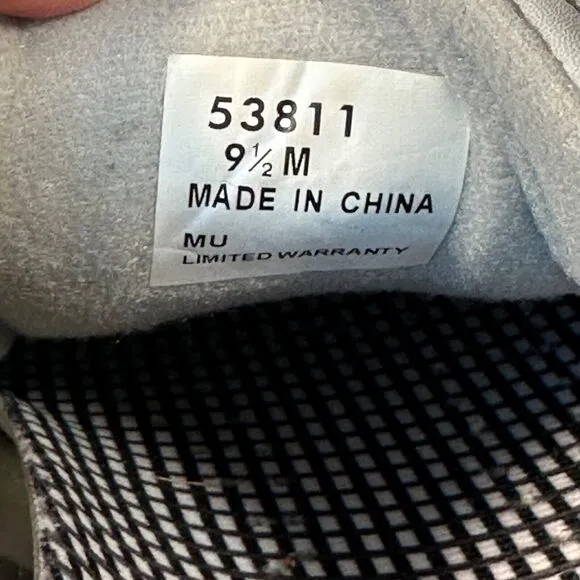 53811
9½ M
MADE IN CHINA
MU
LIMITED WARRANTY